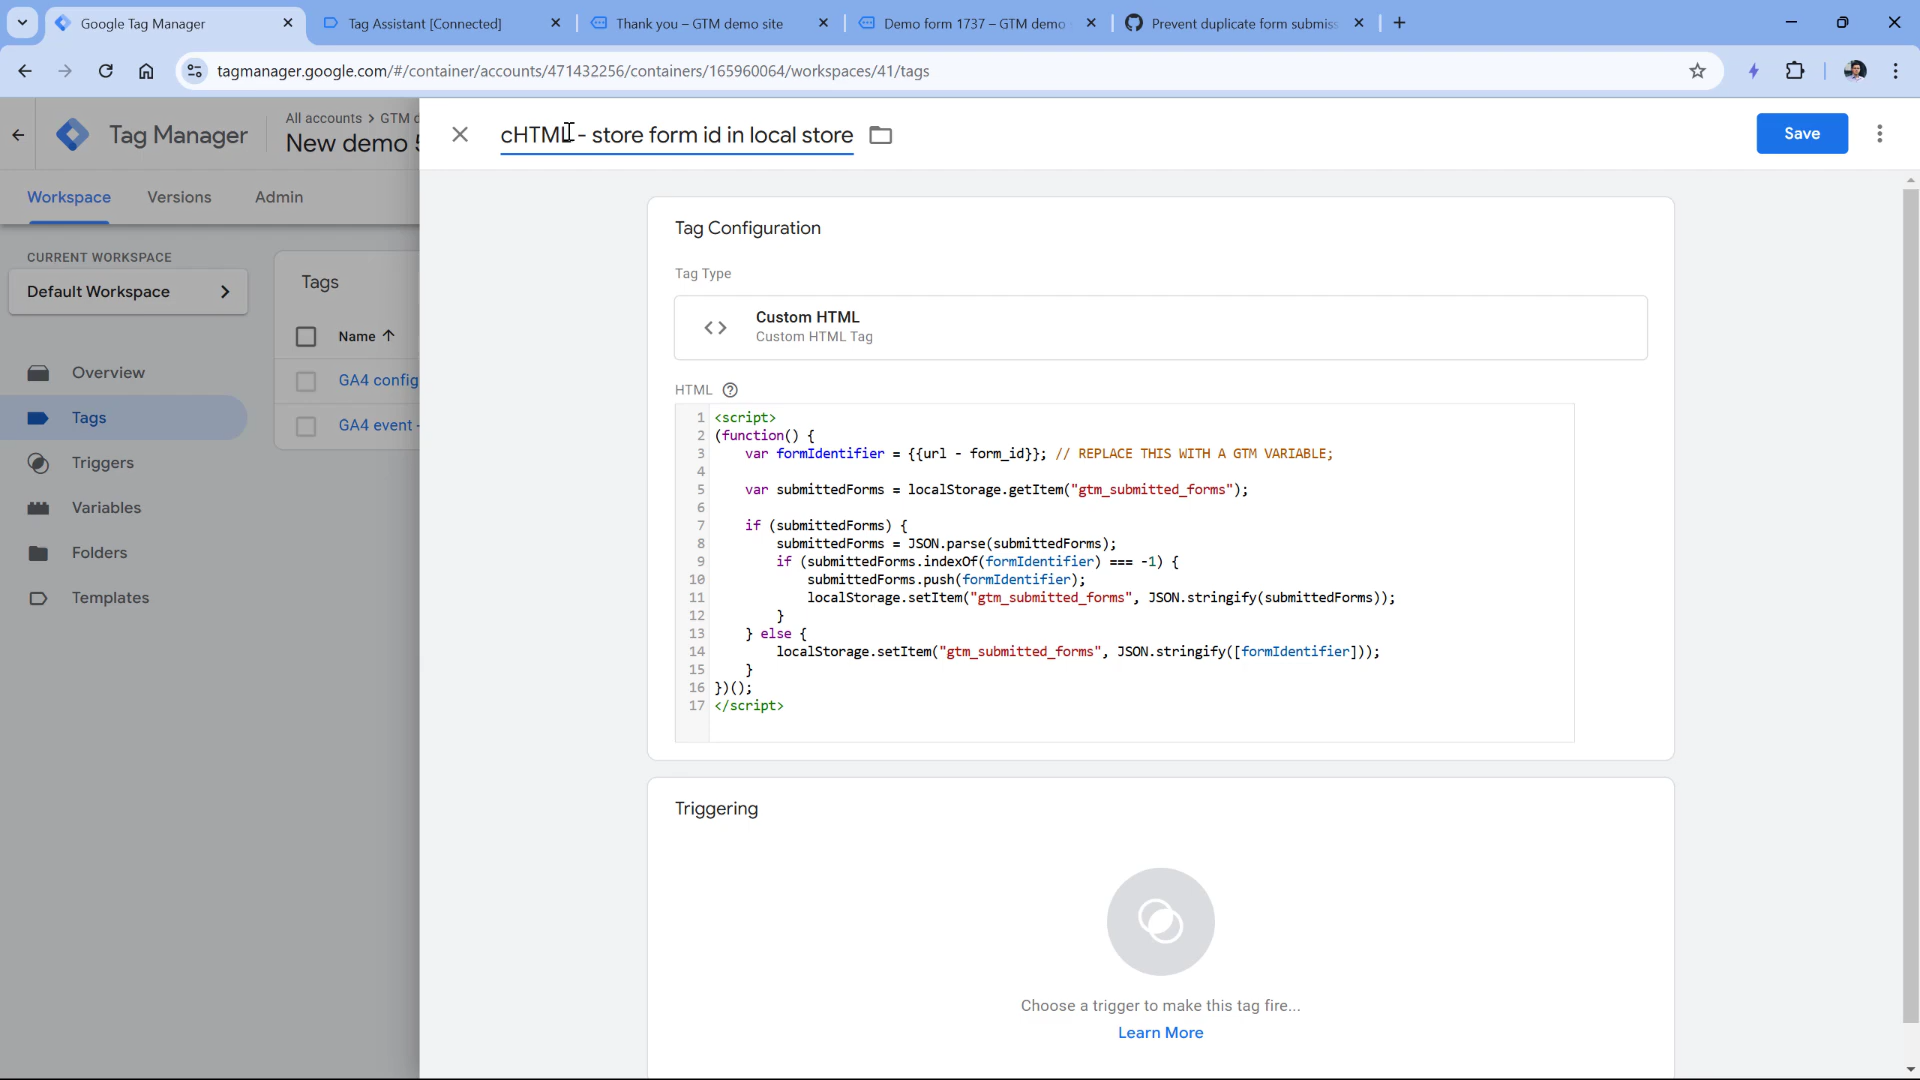 Google Tag Manager
Tag Assistant [Connected]
Thank you – GTM demo site
Demo form 1737 – GTM demo
Prevent duplicate form submiss
tagmanager.google.com/#/container/accounts/471432256/containers/165960064/workspaces/41/tags
Tag Manager
All accounts > GTM d
New demo
cHTML - store form id in local store
Save
Workspace
Versions
Admin
CURRENT WORKSPACE
Default Workspace
Overview
Tags
Triggers
Variables
Folders
Templates
Tags
Name
GA4 config
GA4 event -
Tag Configuration
Tag Type
Custom HTML
Custom HTML Tag
HTML
1 <script>
2 (function() {
3 var formIdentifier = {{url - form_id}}; // REPLACE THIS WITH A GTM VARIABLE;
4
5 var submittedForms = localStorage.getItem("gtm_submitted_forms");
6
7 if (submittedForms) {
8 submittedForms = JSON.parse(submittedForms);
9 if (submittedForms.indexOf(formIdentifier) === -1) {
10 submittedForms.push(formIdentifier);
11 localStorage.setItem("gtm_submitted_forms", JSON.stringify(submittedForms));
12 }
13 } else {
14 localStorage.setItem("gtm_submitted_forms", JSON.stringify([formIdentifier]));
15 }
16 })();
17 </script>
Triggering
Choose a trigger to make this tag fire...
Learn More